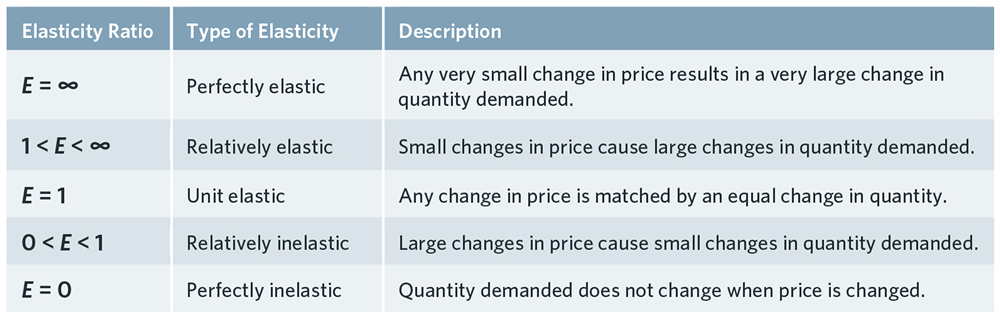 Elasticity Ratio Type of Elasticity Description
E = ∞ Perfectly elastic Any very small change in price results in a very large change in
quantity demanded.
1 < E < ∞ Relatively elastic Small changes in price cause large changes in quantity demanded.
E = 1 Unit elastic Any change in price is matched by an equal change in quantity.
0 < E < 1 Relatively inelastic Large changes in price cause small changes in quantity demanded.
E = 0 Perfectly inelastic Quantity demanded does not change when price is changed.